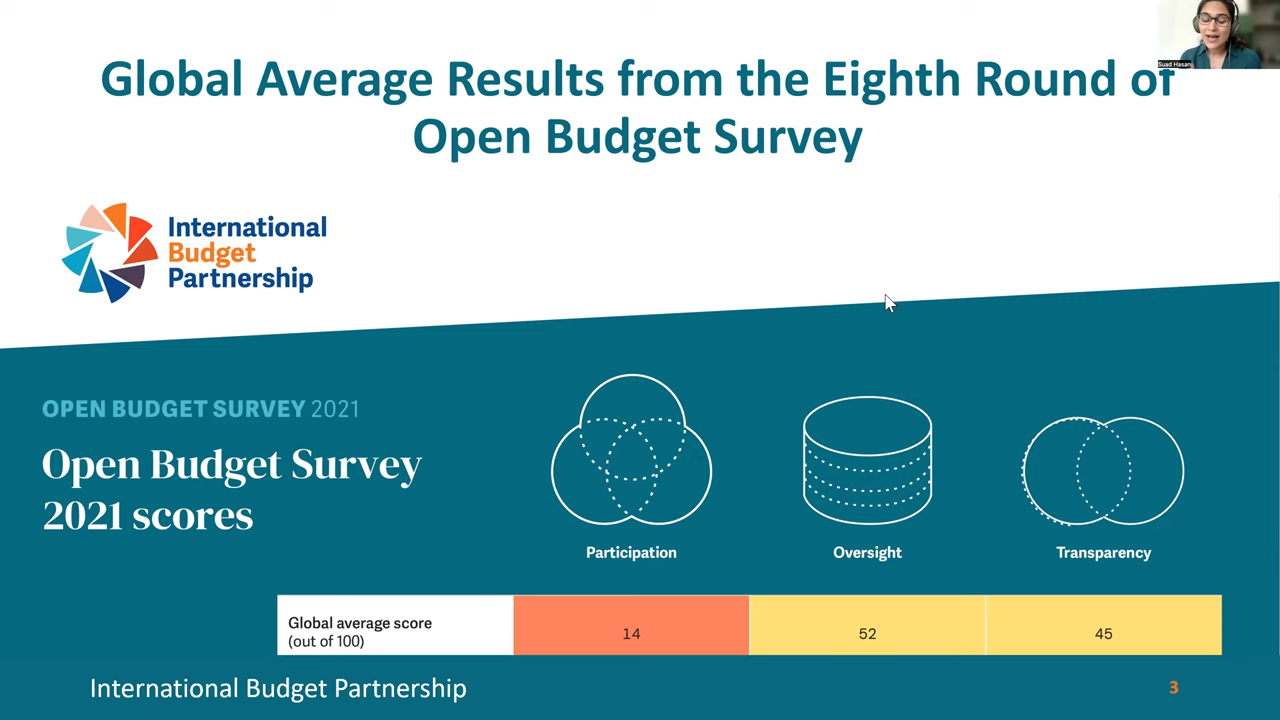 Global Average Results from the Eighth Round of
Open Budget Survey
Suad Hasan
International
Budget
Partnership
OPEN BUDGET SURVEY 2021
Open Budget Survey
2021 scores
Participation
Oversight
Transparency
Global average score
(out of 100)
14
52
45
International Budget Partnership
3